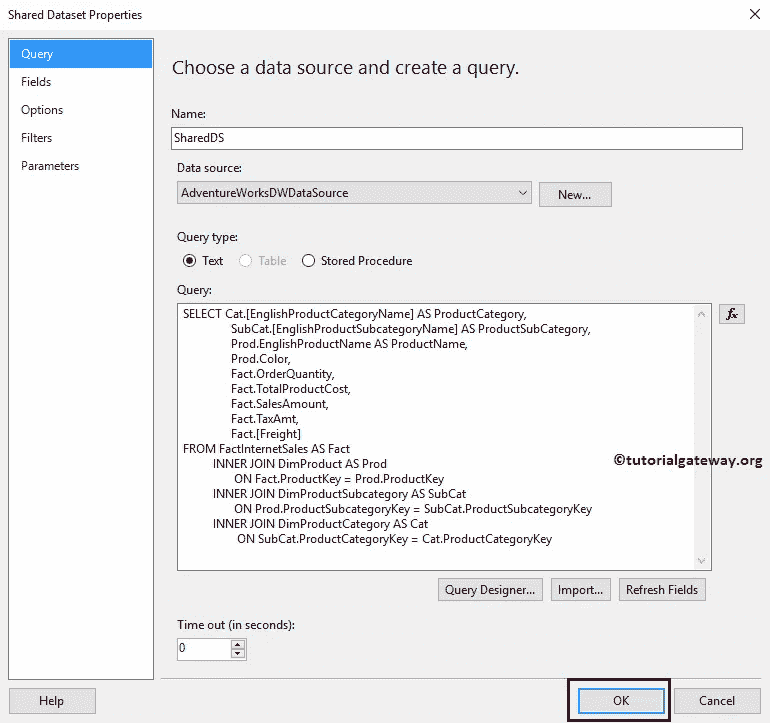 Shared Dataset Properties
Query
Fields
Options
Filters
Parameters
Choose a data source and create a query.
Name:
SharedDS
Data source:
AdventureWorksDWDataSource
New...
Query type:
Text
Table
Stored Procedure
Query:
SELECT Cat.[EnglishProductCategoryName] AS ProductCategory,
SubCat.[EnglishProductSubcategoryName] AS ProductSubCategory,
Prod.EnglishProductName AS ProductName,
Prod.Color,
Fact.OrderQuantity,
Fact.TotalProductCost,
Fact.SalesAmount,
Fact.TaxAmt,
Fact.[Freight]
FROM FactInternetSales AS Fact
INNER JOIN DimProduct AS Prod
ON Fact.ProductKey = Prod.ProductKey
INNER JOIN DimProductSubcategory AS SubCat
ON Prod.ProductSubcategoryKey = SubCat.ProductSubcategoryKey
INNER JOIN DimProductCategory AS Cat
ON SubCat.ProductCategoryKey = Cat.ProductCategoryKey
fx
©tutorialgateway.org
Query Designer...
Import...
Refresh Fields
Time out (in seconds):
0
Help
OK
Cancel